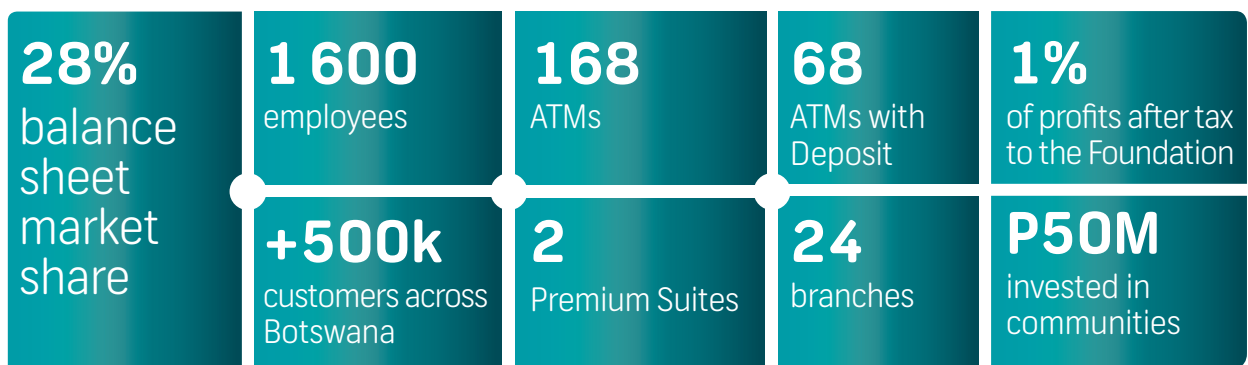 28%
balance
sheet
market
share
1 600
employees
+500k
customers across
Botswana
168
ATMs
2
Premium Suites
68
ATMs with
Deposit
24
branches
1%
of profits after tax
to the Foundation
P50M
invested in
communities